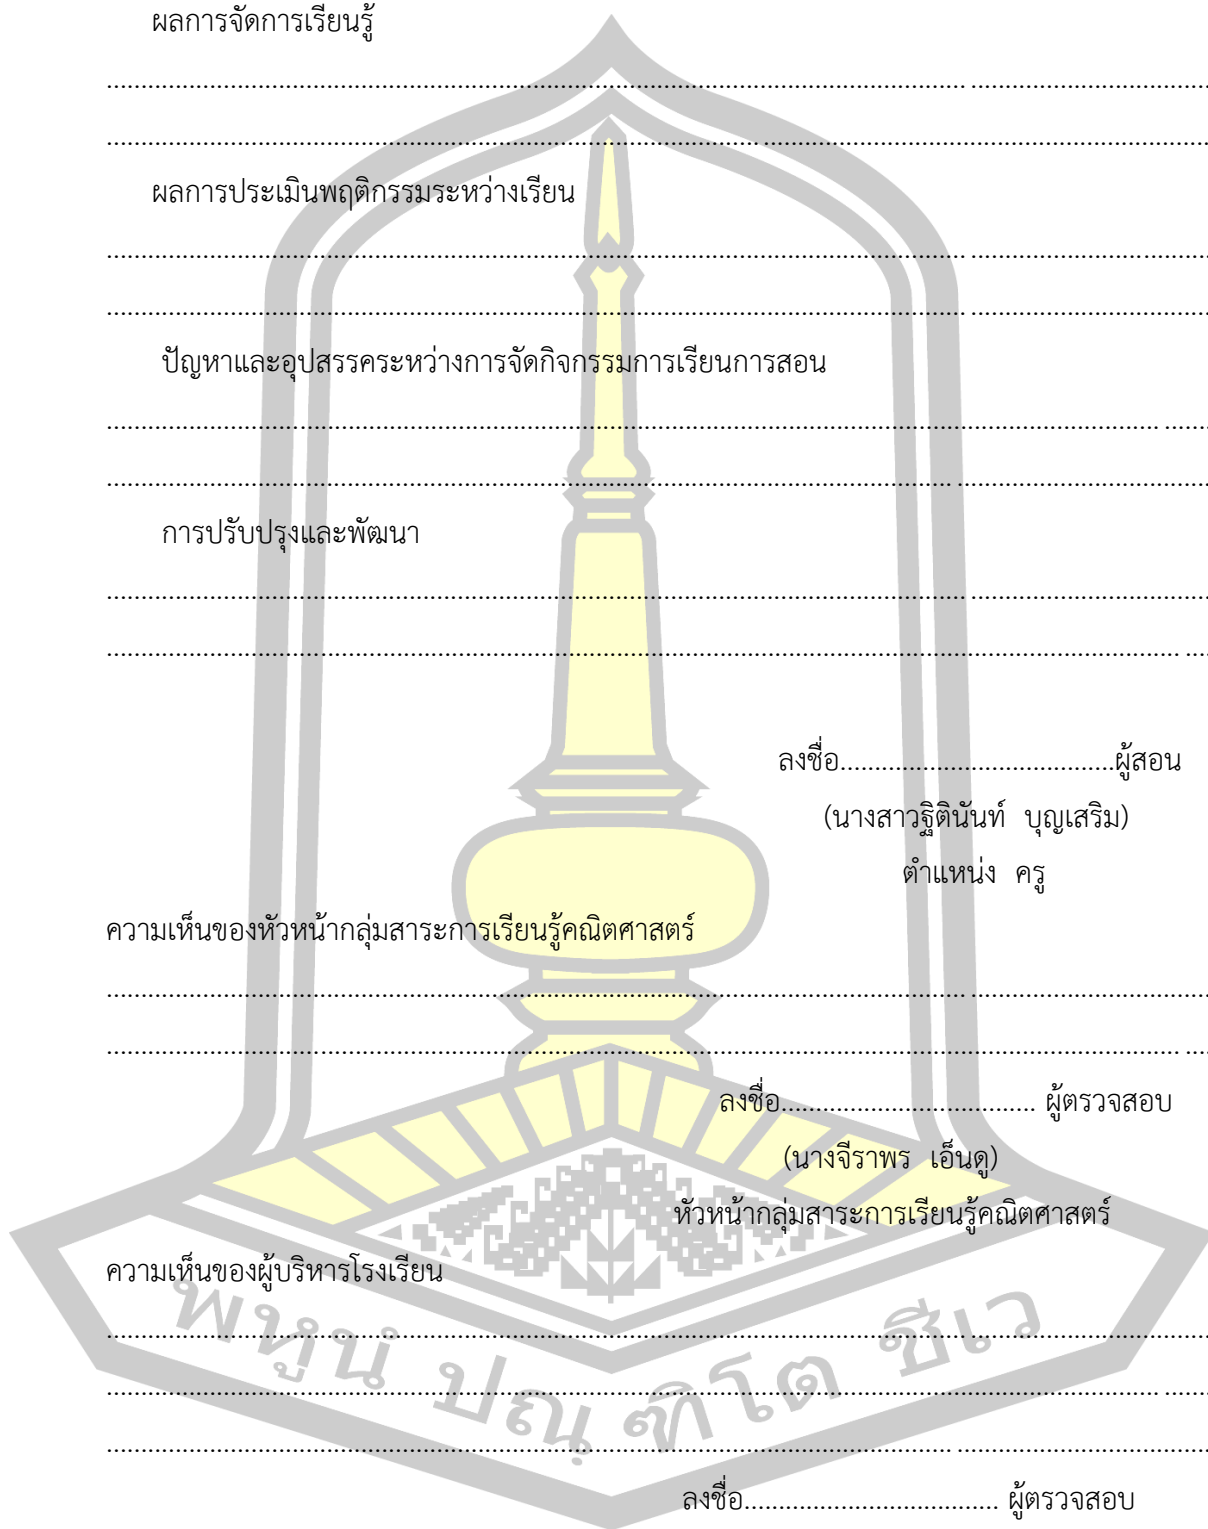 ผลการจัดการเรียนรู้
............................................................................................................................. ...................................
................................................................................................ ................................................................
ผลการประเมินพฤติกรรมระหว่างเรียน
............................................................................................................................. ...................................
............................................................................................................................. ...................................
ปัญหาและอุปสรรคระหว่างการจัดกิจกรรมการเรียนการสอน
......................................................................................................................................................... .......
........................................................................................................................... .....................................
การปรับปรุงและพัฒนา
............................................................................................................................. ...................................
............................................................................................................................................................ ....
ลงชื่อ........................................ผู้สอน
(นางสาวฐิตินันท์ บุญเสริม)
ตำแหน่ง ครู
ความเห็นของหัวหน้ากลุ่มสาระการเรียนรู้คณิตศาสตร์
............................................................................................................................. ...................................
............................................................................................................................................................ ....
ลงชื่อ..................................... ผู้ตรวจสอบ
(นางจีราพร เอ็นดู)
หัวหน้ากลุ่มสาระการเรียนรู้คณิตศาสตร์
ความเห็นของผู้บริหารโรงเรียน
................................................................................................................................................................
......................................................................................................................................................... .......
........................................................................................................................... .....................................
ลงชื่อ..................................... ผู้ตรวจสอบ
พหูนํ ปณฺฑิโต ชีเว